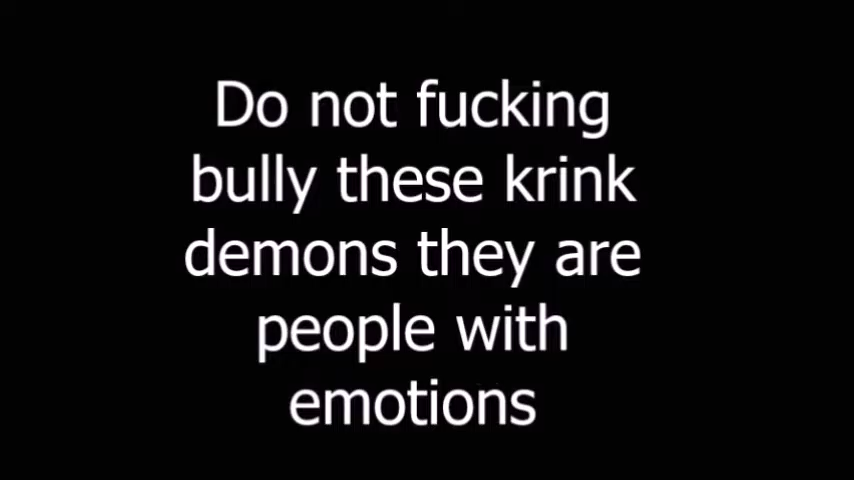 Do not fucking
bully these krink
demons they are
people with
emotions